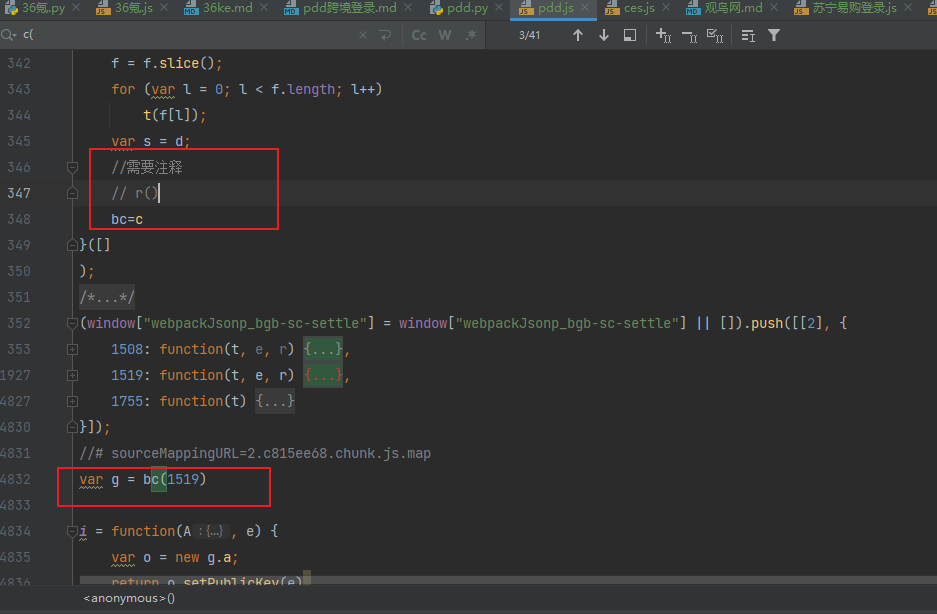 36氪.py 36氪.js 36ke.md pdd跨境登录.md pdd.py pdd.js ces.js 观鸟网.md 苏宁易购登录.js
c( Cc W .* 3/41
342 f = f.slice();
343 for (var l = 0; l < f.length; l++)
344 t(f[l]);
345 var s = d;
346 //需要注释
347 // r()
348 bc=c
349 }([]
350 );
351 /*...*/
352 (window["webpackJsonp_bgb-sc-settle"] = window["webpackJsonp_bgb-sc-settle"] || []).push([[2], {
353 1508: function(t, e, r) {...},
1927 1519: function(t, e, r) {...},
4827 1755: function(t) {...}
4830 }]);
4831 //# sourceMappingURL=2.c815ee68.chunk.js.map
4832 var g = bc(1519)
4833
4834 i = function(A :{...} , e) {
4835 var o = new g.a;
4836 return o.setPublicKey(e)
<anonymous>()